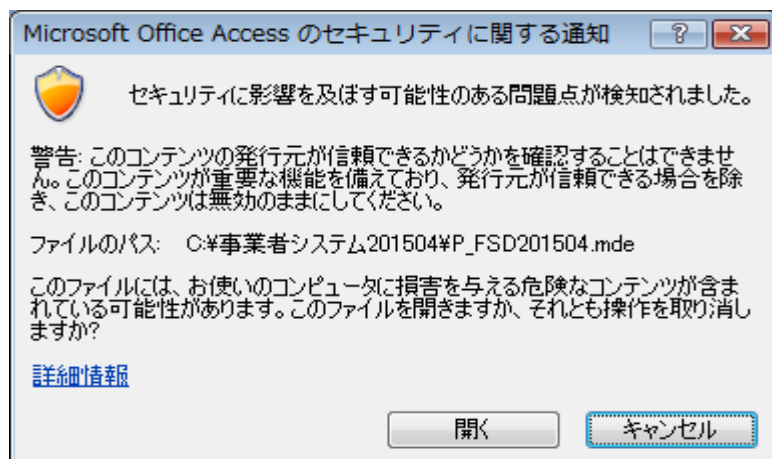 Microsoft Office Access のセキュリティに関する通知
セキュリティに影響を及ぼす可能性のある問題点が検知されました。
警告: このコンテンツの発行元が信頼できるかどうかを確認することはできませ
ん。このコンテンツが重要な機能を備えており、発行元が信頼できる場合を除
き、このコンテンツは無効のままにしてください。
ファイルのパス: C:¥事業者システム201504¥P_FSD201504.mde
このファイルには、お使いのコンピュータに損害を与える危険なコンテンツが含ま
れている可能性があります。このファイルを開きますか、それとも操作を取り消し
ますか?
詳細情報
開く
キャンセル